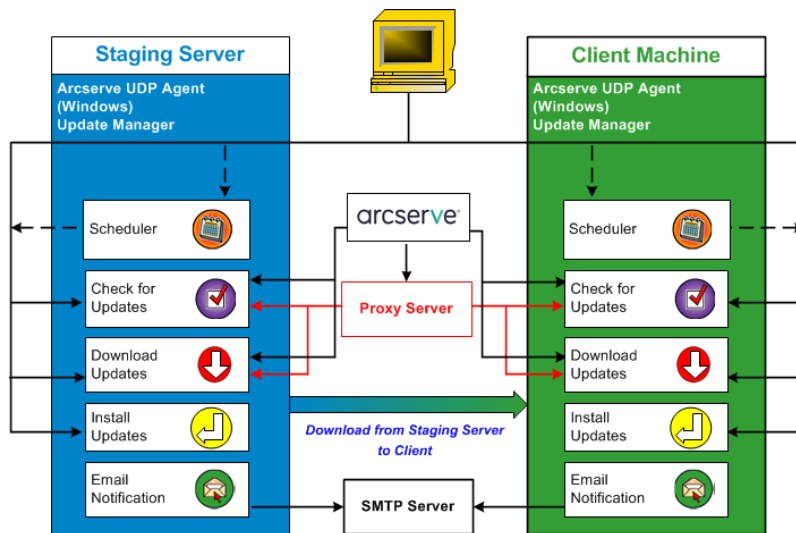 Staging Server
Arcserve UDP Agent
(Windows)
Update Manager
Scheduler
Check for
Updates
Download
Updates
Install
Updates
Email
Notification
arcserve®
Proxy Server
Download from Staging Server
to Client
SMTP Server
Client Machine
Arcserve UDP Agent
(Windows)
Update Manager
Scheduler
Check for
Updates
Download
Updates
Install
Updates
Email
Notification